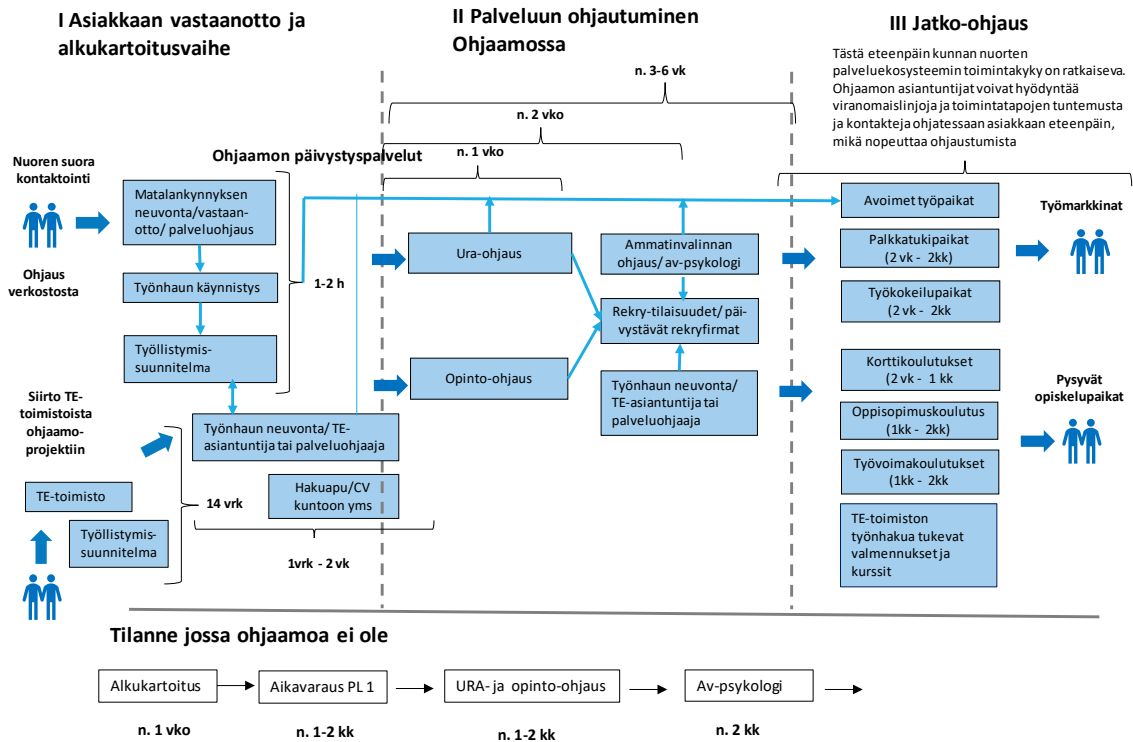 I Asiakkaan vastaanotto ja
alkukartoitusvaihe
II Palveluun ohjautuminen
Ohjaamossa
III Jatko-ohjaus
Tästä eteenpäin kunnan nuorten
palveluekosysteemin toimintakyky on ratkaiseva.
Ohjaamon asiantuntijat voivat hyödyntää
viranomaislinjoja ja toimintatapojen tuntemusta
ja kontakteja ohjatessaan asiakkaan eteenpäin,
mikä nopeuttaa ohjaustumista
n. 3-6 vk
n. 2 vko
n. 1 vko
Ohjaamon päivystyspalvelut
Nuoren suora
kontaktointi
Matalankynnyksen
neuvonta/vastaan-
otto/ palveluohjaus
Ohjaus
verkostosta
Työnhaun käynnistys
1-2 h
Työllistymis-
suunnitelma
Siirto TE-
toimistoista
ohjaamo-
projektiin
Työnhaun neuvonta/ TE-
asiantuntija tai palveluohjaaja
TE-toimisto
14 vrk
Hakuapu/CV
kuntoon yms
Työllistymis-
suunnitelma
1vrk - 2 vk
Ura-ohjaus
Ammatinvalinnan
ohjaus/ av-psykologi
Rekry-tilaisuudet/ päi-
vystävät rekryfirmat
Opinto-ohjaus
Työnhaun neuvonta/
TE-asiantuntija tai
palveluohjaaja
Avoimet työpaikat
Palkkatukipaikat
(2 vk - 2kk)
Työkokeilupaikat
(2 vk - 2kk
Työmarkkinat
Korttikoulutukset
(2 vk - 1 kk
Oppisopimuskoulutus
(1kk - 2kk)
Työvoimakoulutukset
(1kk - 2kk
TE-toimiston
työnhakua tukevat
valmennukset ja
kurssit
Pysyvät
opiskelupaikat
Tilanne jossa ohjaamoa ei ole
Alkukartoitus
Aikavaraus PL 1
URA- ja opinto-ohjaus
Av-psykologi
n. 1 vko
n. 1-2 kk
n. 1-2 kk
n. 2 kk